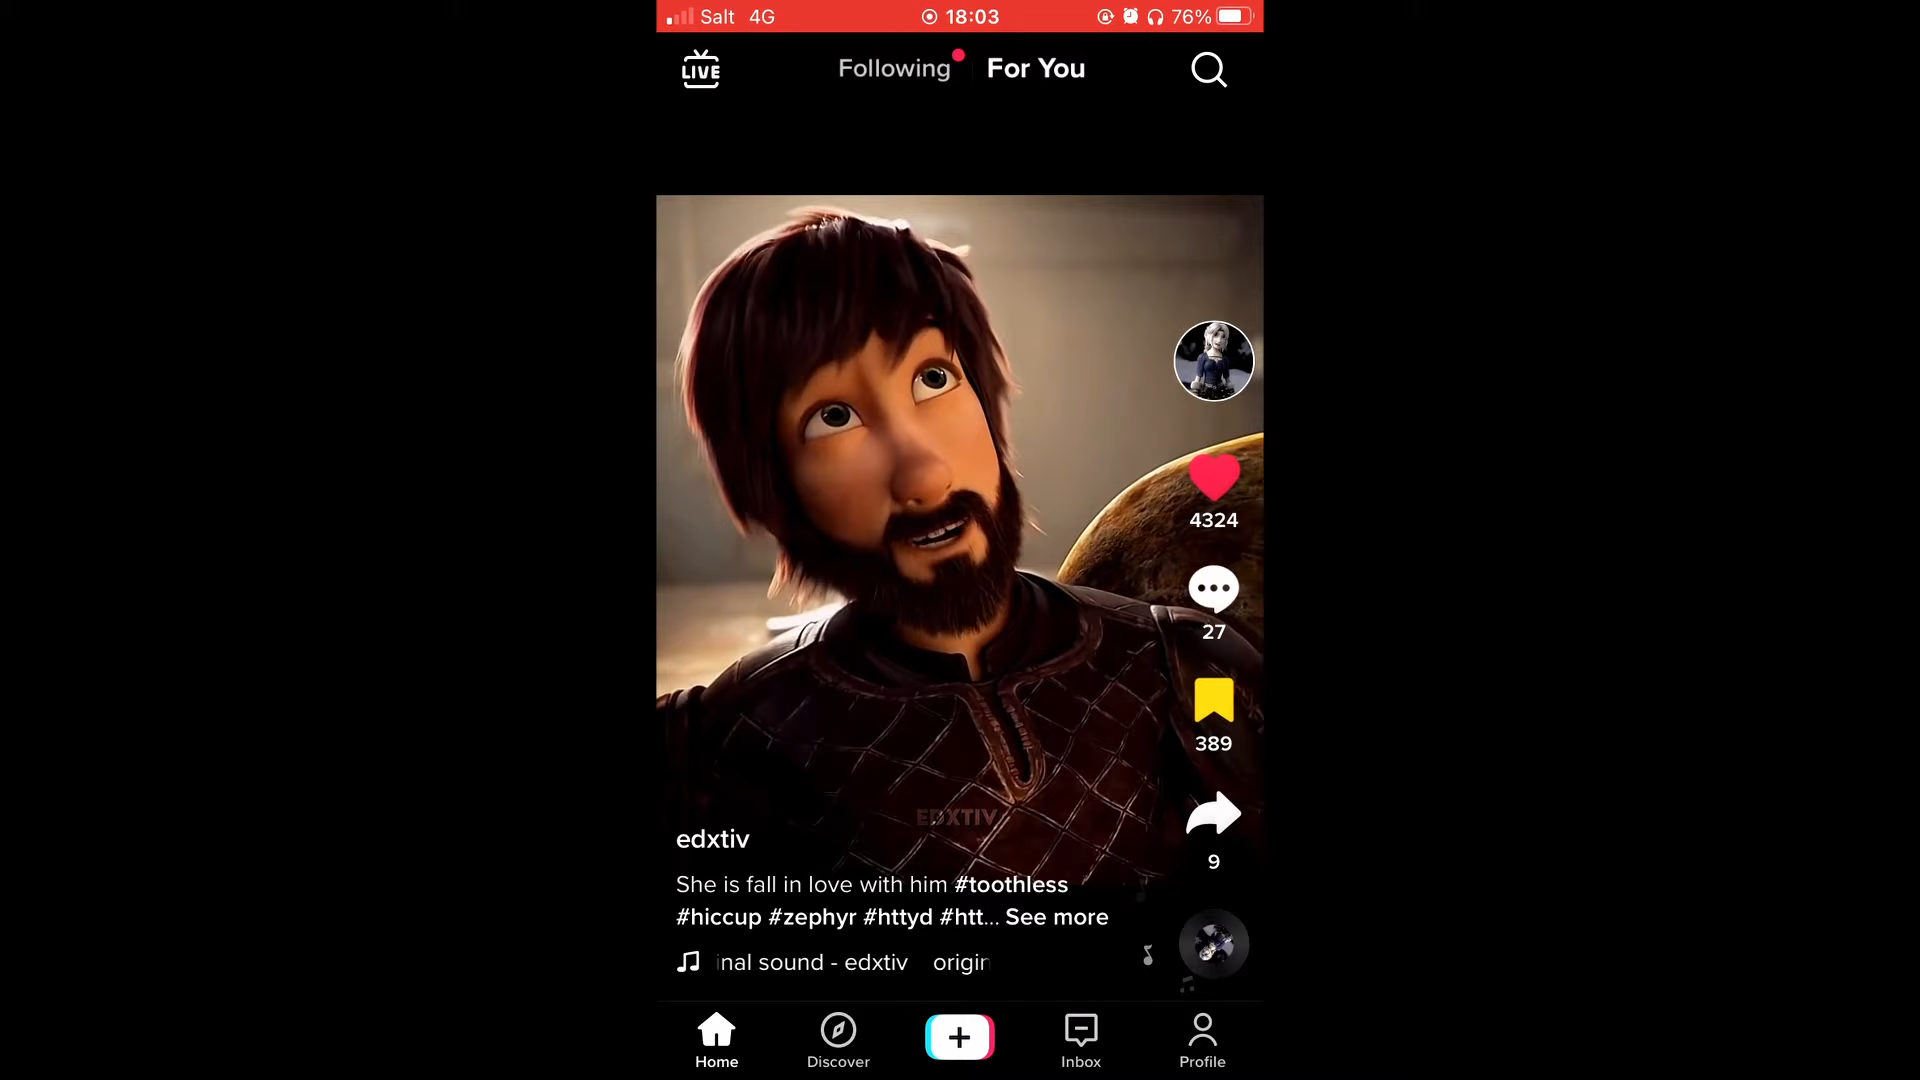 Salt 4G 18:03 76%
LIVE Following For You
4324
27
389
EDXTIV
edxtiv
9
She is fall in love with him #toothless
#hiccup #zephyr #httyd #htt... See more
inal sound - edxtiv origin
Home Discover Inbox Profile